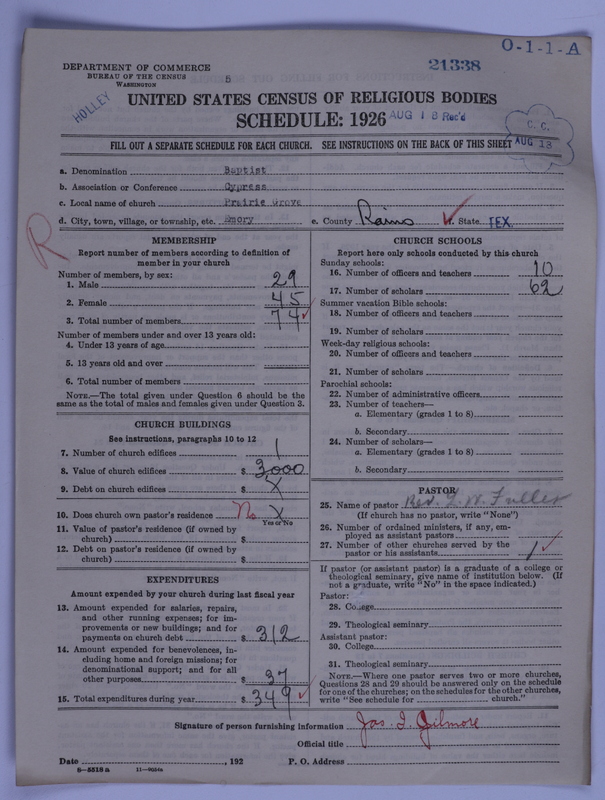 O-1-1-A
21338
DEPARTMENT OF COMMERCE
BUREAU OF THE CENSUS
WASHINGTON
5
HOLLEY
UNITED STATES CENSUS OF RELIGIOUS BODIES
SCHEDULE: 1926
AUG 18 Rec'd
C. C.
AUG 18
FILL OUT A SEPARATE SCHEDULE FOR EACH CHURCH. SEE INSTRUCTIONS ON THE BACK OF THIS SHEET
a. Denomination Baptist
b. Association or Conference Cypress
c. Local name of church Prairie Grove
d. City, town, village, or township, etc. Emory e. County Rains f. State TEX.
R
MEMBERSHIP
Report number of members according to definition of
member in your church
Number of members, by sex:
1. Male 29
2. Female 45
3. Total number of members 74
Number of members under and over 13 years old:
4. Under 13 years of age
5. 13 years old and over
6. Total number of members
NOTE.—The total given under Question 6 should be the
same as the total of males and females given under Question 3.
CHURCH BUILDINGS
See instructions, paragraphs 10 to 12
7. Number of church edifices 1
8. Value of church edifices $ 3000
9. Debt on church edifices $ X
10. Does church own pastor's residence No X
Yes or No
11. Value of pastor's residence (if owned by
church) $
12. Debt on pastor's residence (if owned by
church) $
EXPENDITURES
Amount expended by your church during last fiscal year
13. Amount expended for salaries, repairs,
and other running expenses; for im-
provements or new buildings; and for
payments on church debt $ 312
14. Amount expended for benevolences, in-
cluding home and foreign missions; for
denominational support; and for all
other purposes $ 37
15. Total expenditures during year $ 349
CHURCH SCHOOLS
Report here only schools conducted by this church
Sunday schools:
16. Number of officers and teachers 10
17. Number of scholars 62
Summer vacation Bible schools:
18. Number of officers and teachers
19. Number of scholars
Week-day religious schools:
20. Number of officers and teachers
21. Number of scholars
Parochial schools:
22. Number of administrative officers
23. Number of teachers—
a. Elementary (grades 1 to 8)
b. Secondary
24. Number of scholars—
a. Elementary (grades 1 to 8)
b. Secondary
PASTOR
25. Name of pastor Rev. L. W. Fuller
(If church has no pastor, write "None")
26. Number of ordained ministers, if any, em-
ployed as assistant pastors
27. Number of other churches served by the
pastor or his assistants 1
If pastor (or assistant pastor) is a graduate of a college or
theological seminary, give name of institution below. (If
not a graduate, write "No" in the space indicated.)
Pastor:
28. College
29. Theological seminary
Assistant pastor:
30. College
31. Theological seminary
NOTE.—Where one pastor serves two or more churches,
Questions 28 and 29 should be answered only on the schedule
for one of the churches; on the schedules for the other churches,
write "See schedule for church."
Signature of person furnishing information Jas. I. Gilmore
Official title
Date , 192 P. O. Address
8-5518a 11-9054a